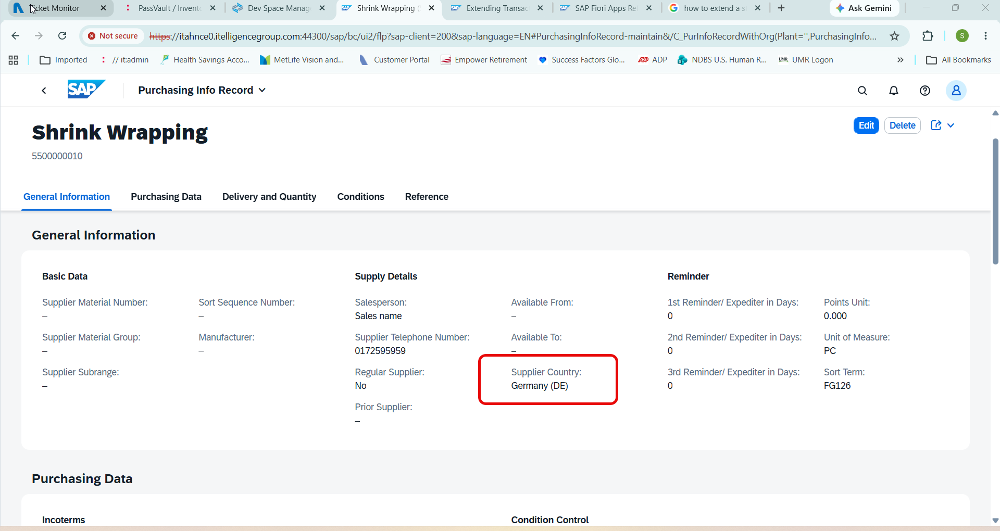 icket Monitor
PassVault / Invent
Dev Space Manag
Shrink Wrapping (
Extending Transac
SAP Fiori Apps Re
how to extend a s
Ask Gemini
Not secure
https://itahnce0.itelligencegroup.com:44300/sap/bc/ui2/flp?sap-client=200&sap-language=EN#PurchasingInfoRecord-maintain&/C_PurInfoRecordWithOrg(Plant='',PurchasingInfo...
S
Imported
// it:admin
Health Savings Acco...
MetLife Vision and...
Customer Portal
Empower Retirement
Success Factors Glo...
ADP
ADP
NDBS U.S. Human R...
UMR
UMR Logon
All Bookmarks
SAP
Purchasing Info Record
Shrink Wrapping
Edit
Delete
5500000010
General Information
Purchasing Data
Delivery and Quantity
Conditions
Reference
General Information
Basic Data
Supplier Material Number:
–
Sort Sequence Number:
–
Supplier Material Group:
–
Manufacturer:
–
Supplier Subrange:
–
Supply Details
Salesperson:
Sales name
Available From:
–
Supplier Telephone Number:
0172595959
Available To:
–
Regular Supplier:
No
Supplier Country:
Germany (DE)
Prior Supplier:
–
Reminder
1st Reminder/ Expediter in Days:
0
Points Unit:
0.000
2nd Reminder/ Expediter in Days:
0
Unit of Measure:
PC
3rd Reminder/ Expediter in Days:
0
Sort Term:
FG126
Purchasing Data
Incoterms
Condition Control